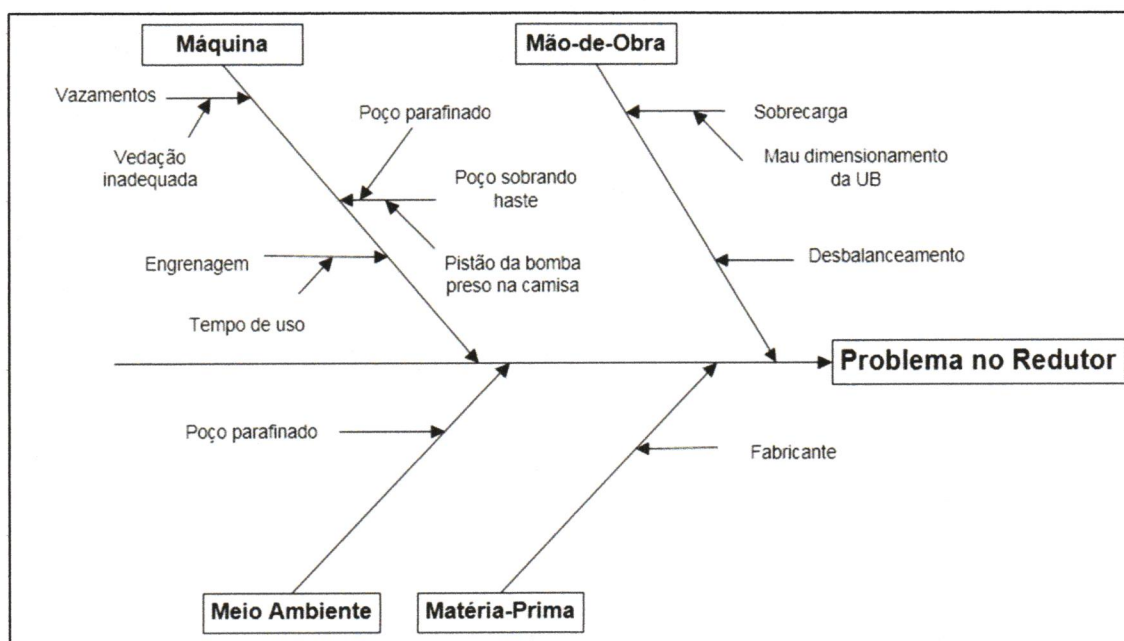 Máquina
Mão-de-Obra
Vazamentos
Vedação
inadequada
Poço parafinado
Poço sobrando
haste
Pistão da bomba
preso na camisa
Engrenagem
Tempo de uso
Sobrecarga
Mau dimensionamento
da UB
Desbalanceamento
Problema no Redutor
Poço parafinado
Fabricante
Meio Ambiente
Matéria-Prima